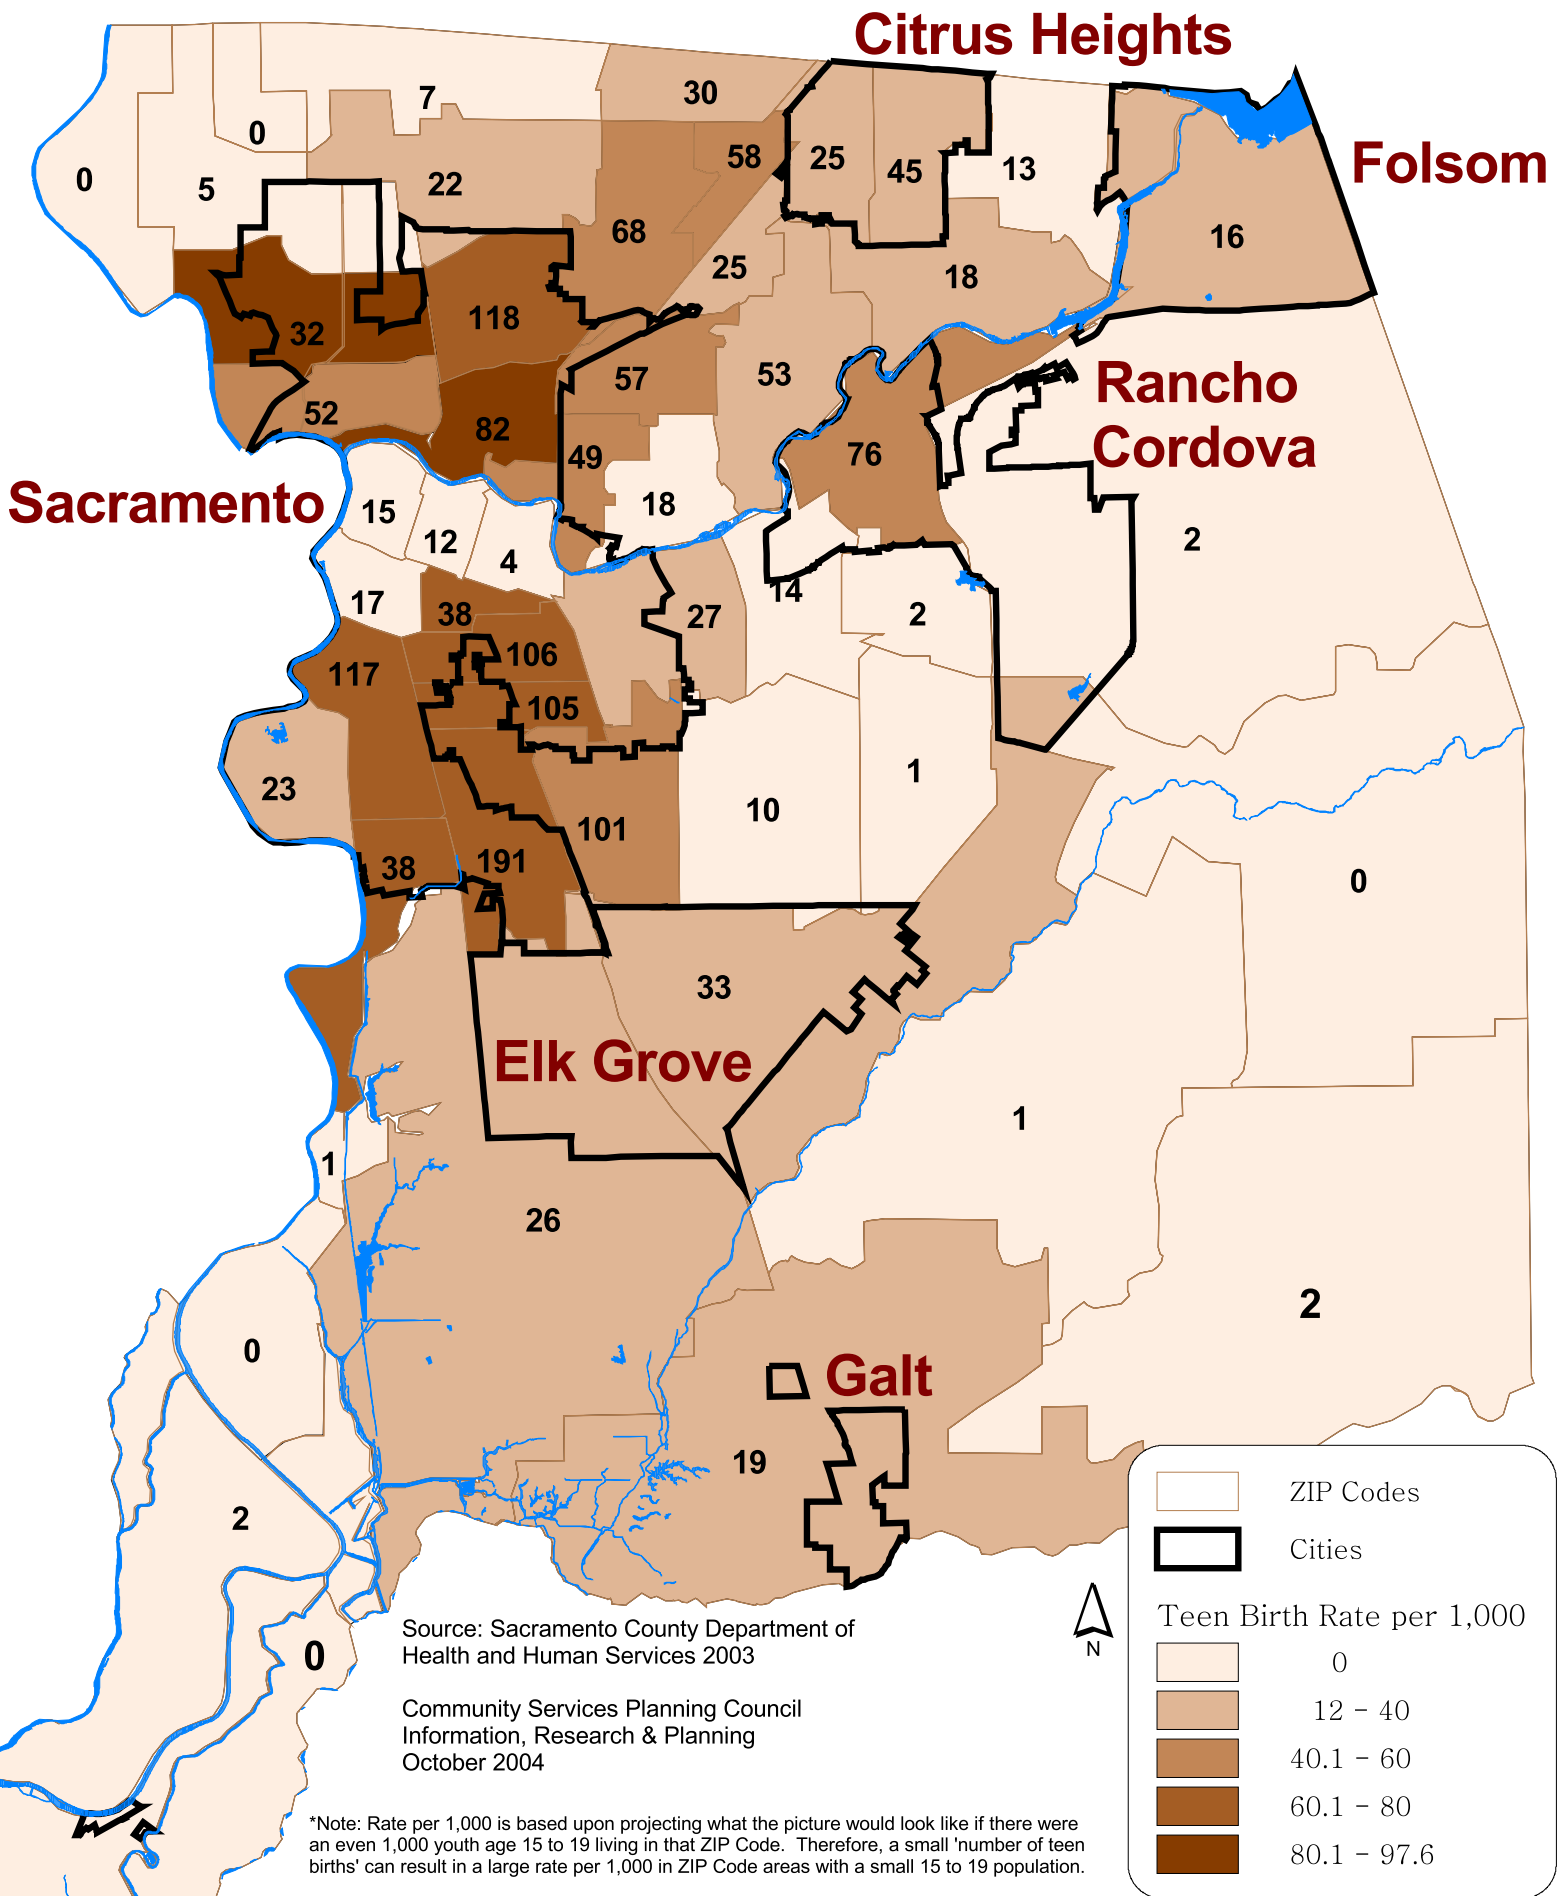 Citrus Heights
7
30
0
58
25
45
13
Folsom
0
5
22
68
25
16
18
32
118
57
53
Rancho
52
82
49
76
Cordova
Sacramento
15
18
12
4
2
17
38
14
27
2
106
117
105
23
1
10
101
38
191
0
33
Elk Grove
1
1
26
2
0
Galt
19
2
0
ZIP Codes
Cities
Teen Birth Rate per 1,000
0
12 - 40
40.1 - 60
60.1 - 80
80.1 - 97.6
N
Source: Sacramento County Department of
Health and Human Services 2003
Community Services Planning Council
Information, Research & Planning
October 2004
*Note: Rate per 1,000 is based upon projecting what the picture would look like if there were
an even 1,000 youth age 15 to 19 living in that ZIP Code. Therefore, a small 'number of teen
births' can result in a large rate per 1,000 in ZIP Code areas with a small 15 to 19 population.